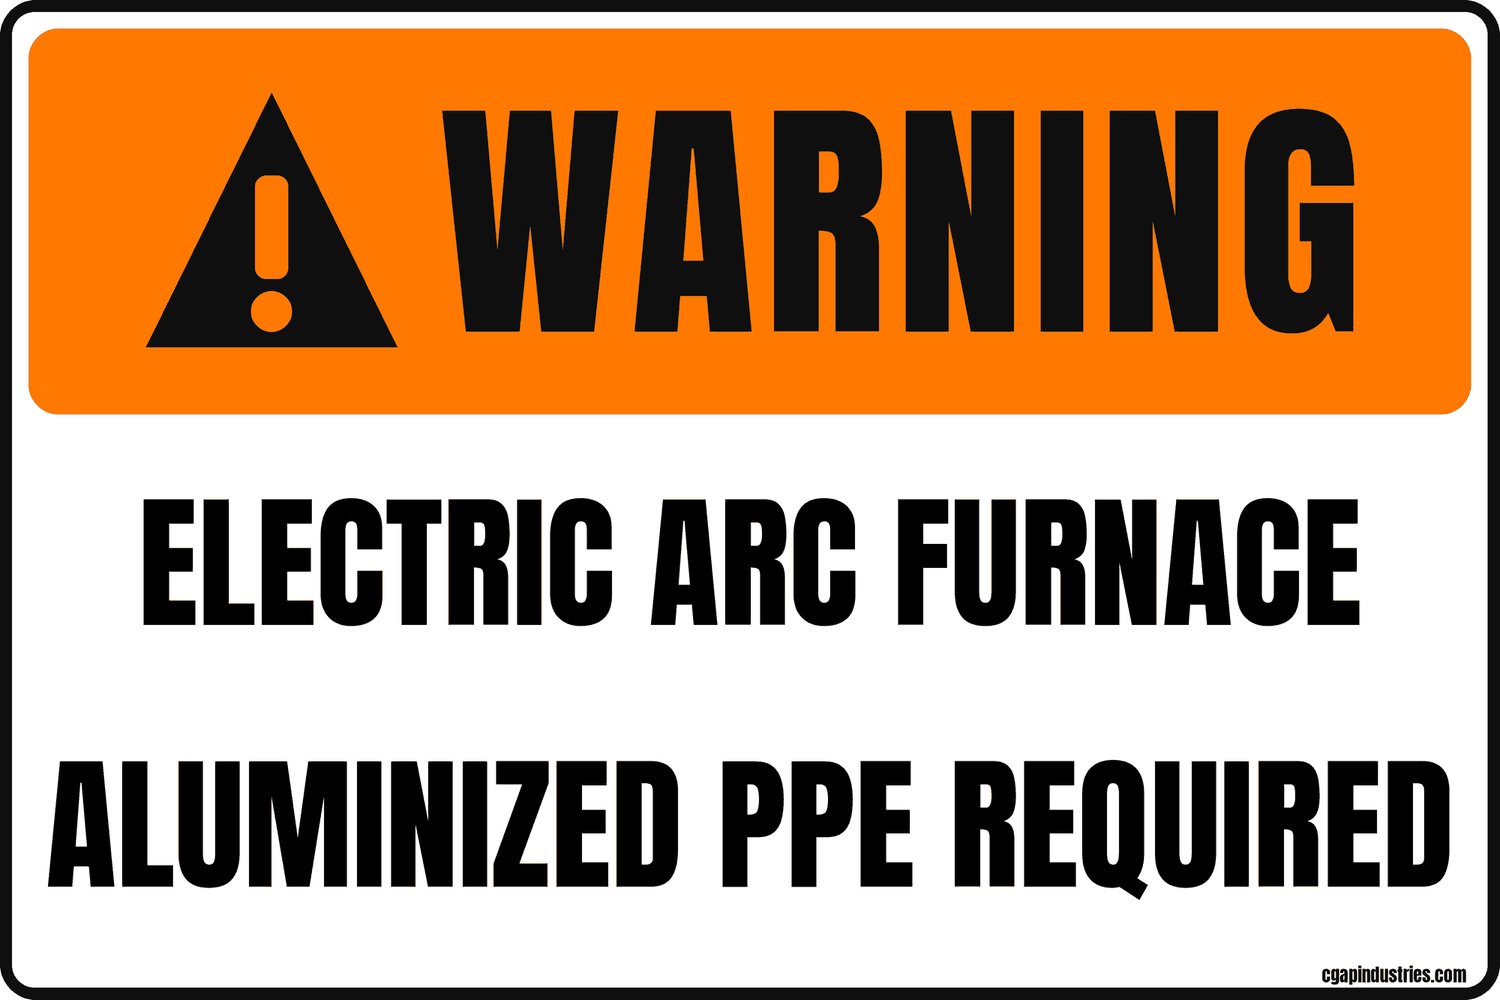 WARNING
ELECTRIC ARC FURNACE
ALUMINIZED PPE REQUIRED
cgapindustries.com